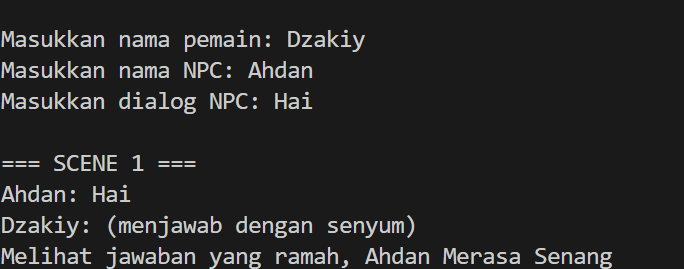 Masukkan nama pemain: Dzakiy
Masukkan nama NPC: Ahdan
Masukkan dialog NPC: Hai
=== SCENE 1 ===
Ahdan: Hai
Dzakiy: (menjawab dengan senyum)
Melihat jawaban yang ramah, Ahdan Merasa Senang